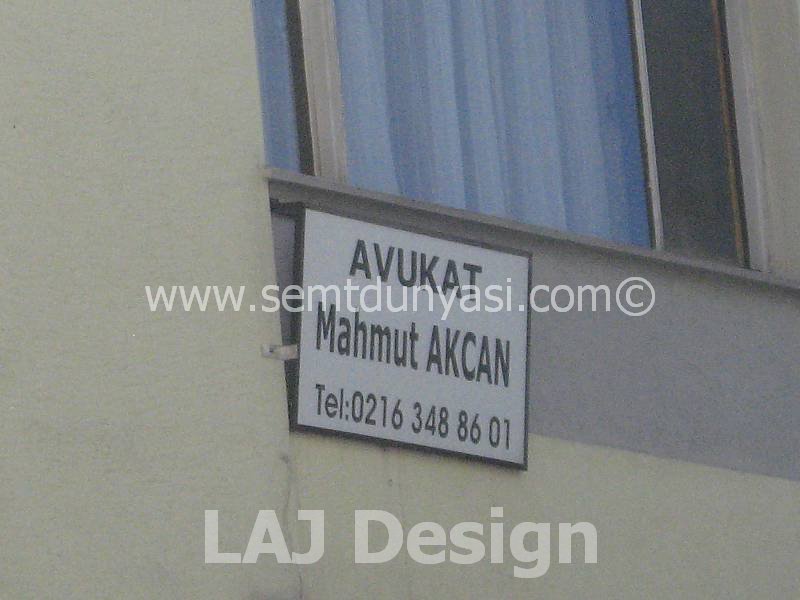 AVUKAT
www.semtdunyasi.com©
Mahmut AKCAN
Tel:0216 348 86 01
LAJ Design